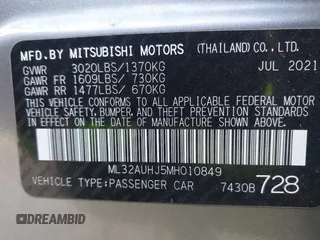 MFD.BY MITSUBISHI MOTORS (THAILAND)CO.,LTD.
GVWR 3020LBS/1370KG JUL 2021
GAWR FR 1609LBS/ 730KG
GAWR RR 1477LBS/ 670KG
THIS VEHICLE CONFORMS TO ALL APPLICABLE
FEDERAL MOTOR VEHICLE
SAFETY, BUMPER, AND THEFT
PREVENTION STANDARDS IN EFFECT
ON THE DATE OF MANUFACTURE
SHOWN ABOVE.
ML32AUHJ5MH010849
VEHICLE TYPE:PASSENGER CAR 7430B 728
DREAMBID